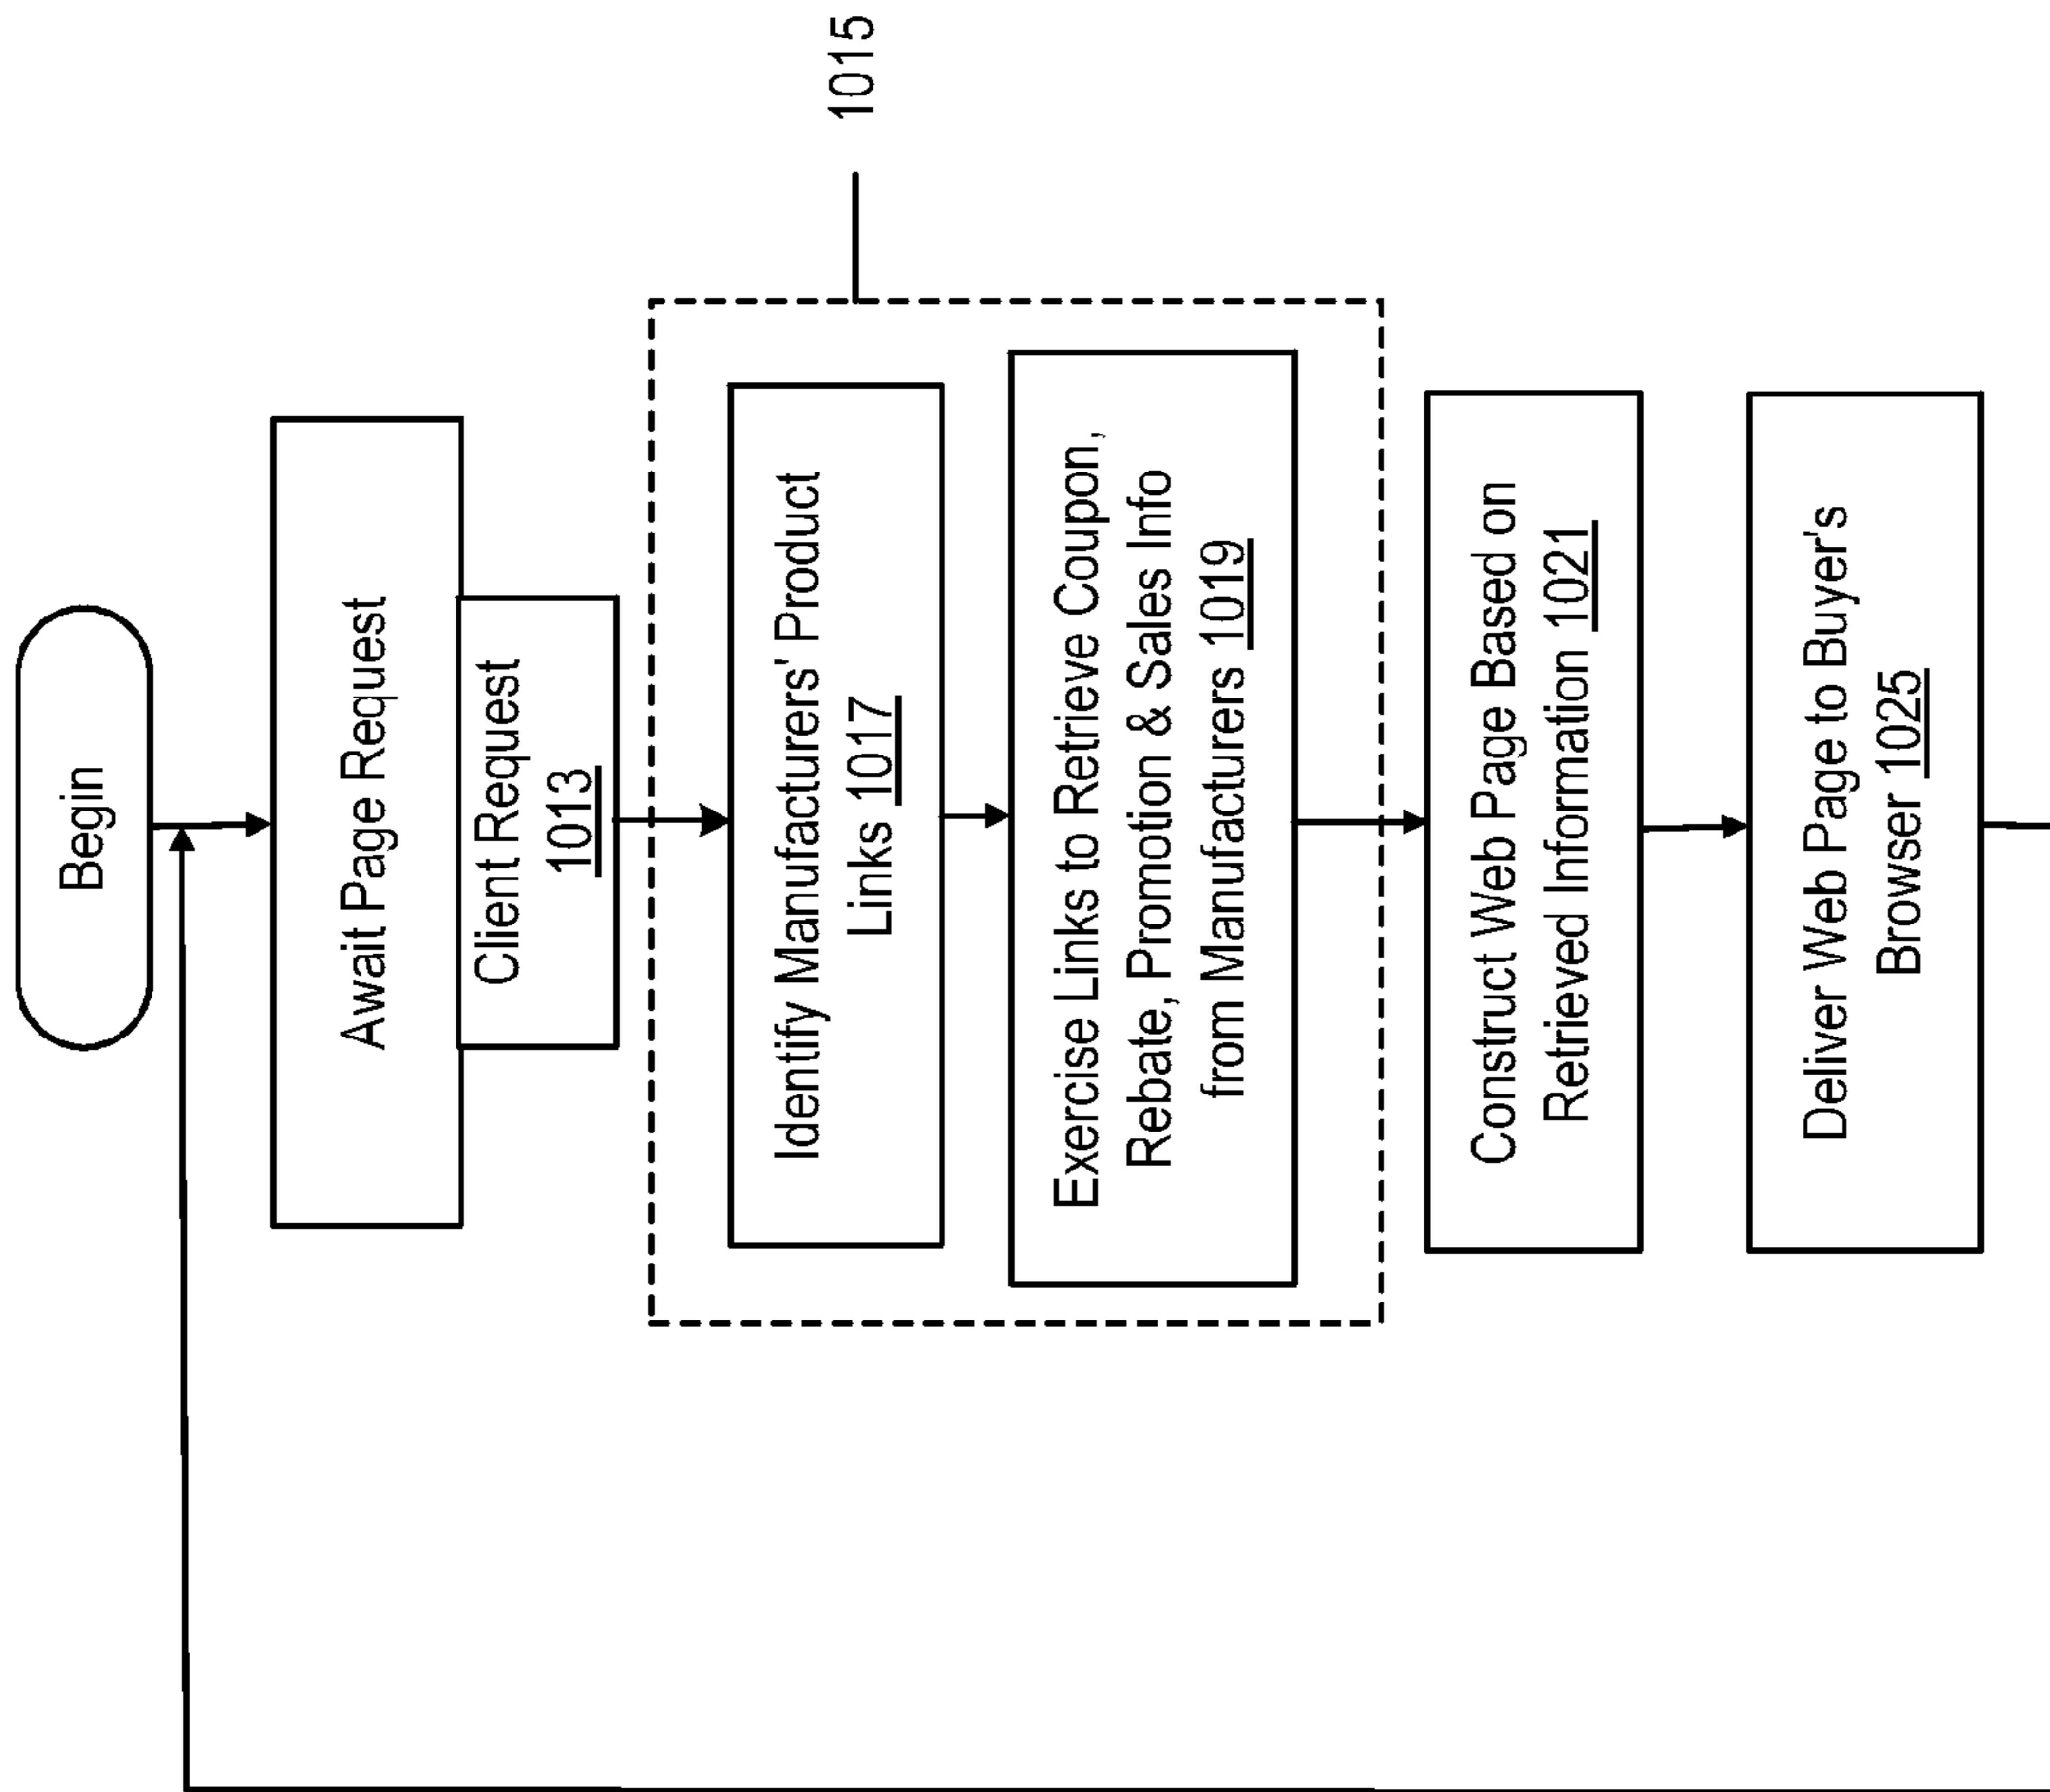 Begin
Await Page Request
Client Request
1013
1015
Identify Manufacturers' Product
Links 1017
Exercise Links to Retrieve Coupon,
Rebate, Promotion & Sales Info
from Manufacturers 1019
Construct Web Page Based on
Retrieved Information 1021
Deliver Web Page to Buyer's
Browser 1025